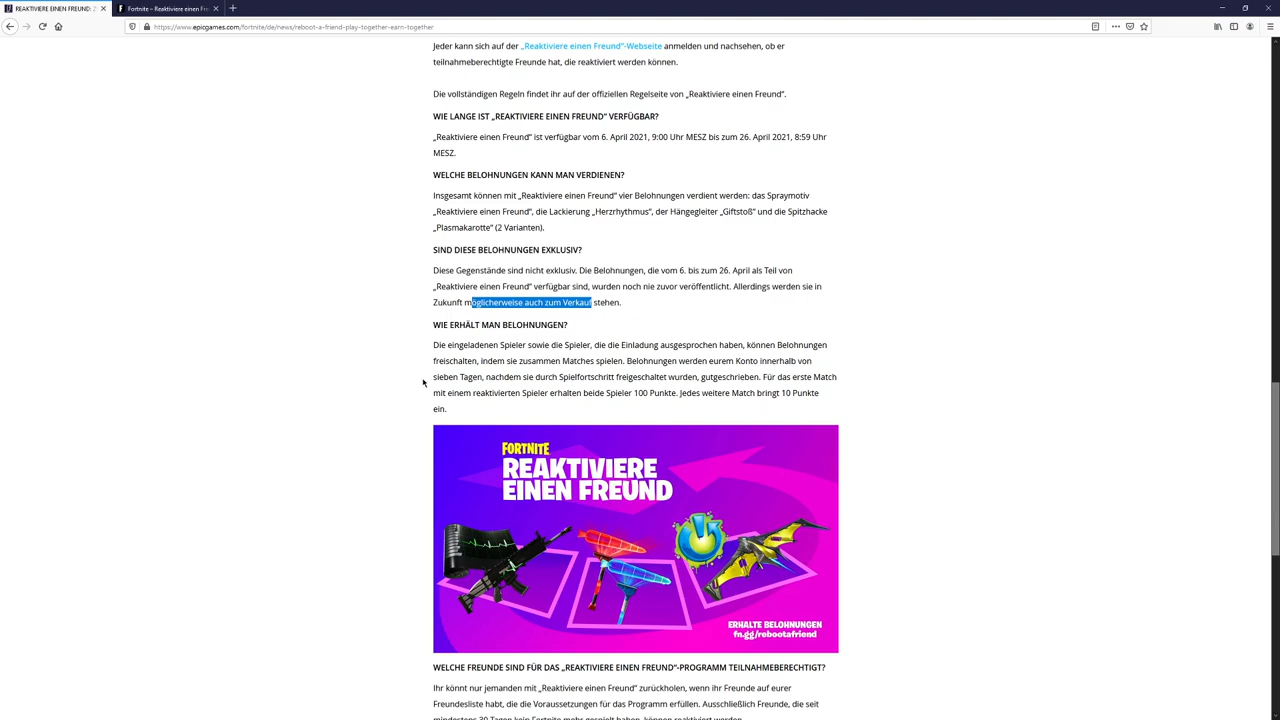 REAKTIVIERE EINEN FREUND: Z
Fortnite – Reaktiviere einen Fre
https://www.epicgames.com/fortnite/de/news/reboot-a-friend-play-together-earn-together
Jeder kann sich auf der „Reaktiviere einen Freund“-Webseite anmelden und nachsehen, ob er
teilnahmeberechtigte Freunde hat, die reaktiviert werden können.
Die vollständigen Regeln findet ihr auf der offiziellen Regelseite von „Reaktiviere einen Freund“.
WIE LANGE IST „REAKTIVIERE EINEN FREUND“ VERFÜGBAR?
„Reaktiviere einen Freund“ ist verfügbar vom 6. April 2021, 9:00 Uhr MESZ bis zum 26. April 2021, 8:59 Uhr
MESZ.
WELCHE BELOHNUNGEN KANN MAN VERDIENEN?
Insgesamt können mit „Reaktiviere einen Freund“ vier Belohnungen verdient werden: das Spraymotiv
„Reaktiviere einen Freund“, die Lackierung „Herzrhythmus“, der Hängegleiter „Giftstoß“ und die Spitzhacke
„Plasmakarotte“ (2 Varianten).
SIND DIESE BELOHNUNGEN EXKLUSIV?
Diese Gegenstände sind nicht exklusiv. Die Belohnungen, die vom 6. bis zum 26. April als Teil von
„Reaktiviere einen Freund“ verfügbar sind, wurden noch nie zuvor veröffentlicht. Allerdings werden sie in
Zukunft möglicherweise auch zum Verkauf stehen.
WIE ERHÄLT MAN BELOHNUNGEN?
Die eingeladenen Spieler sowie die Spieler, die die Einladung ausgesprochen haben, können Belohnungen
freischalten, indem sie zusammen Matches spielen. Belohnungen werden eurem Konto innerhalb von
sieben Tagen, nachdem sie durch Spielfortschritt freigeschaltet wurden, gutgeschrieben. Für das erste Match
mit einem reaktivierten Spieler erhalten beide Spieler 100 Punkte. Jedes weitere Match bringt 10 Punkte
ein.
FORTNITE
REAKTIVIERE
EINEN FREUND
ERHALTE BELOHNUNGEN
fn.gg/rebootafriend
WELCHE FREUNDE SIND FÜR DAS „REAKTIVIERE EINEN FREUND“-PROGRAMM TEILNAHMEBERECHTIGT?
Ihr könnt nur jemanden mit „Reaktiviere einen Freund“ zurückholen, wenn ihr Freunde auf eurer
Freundesliste habt, die die Voraussetzungen für das Programm erfüllen. Ausschließlich Freunde, die seit
mindestens 30 Tagen kein Fortnite mehr gespielt haben, können reaktiviert werden.